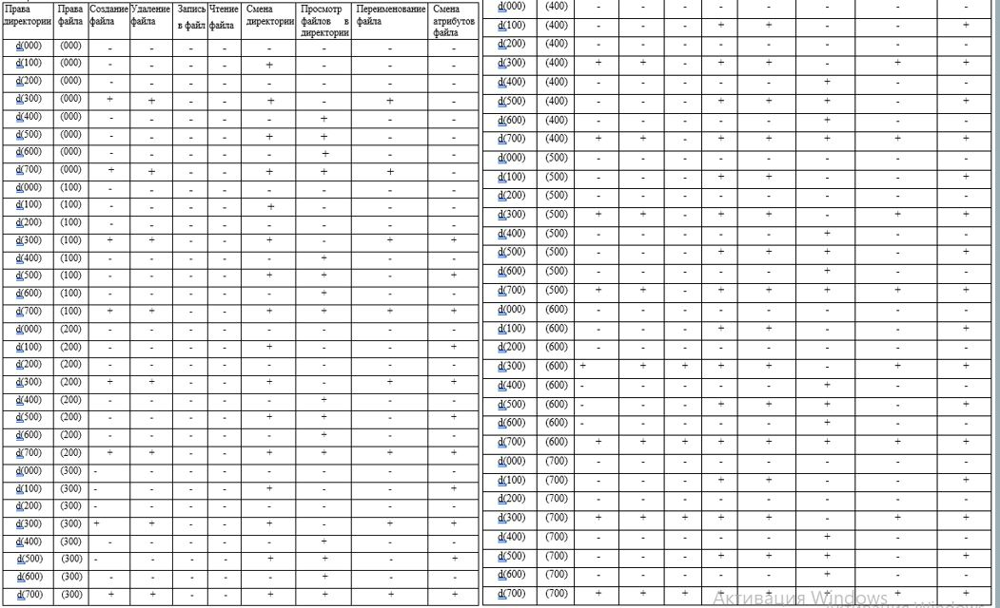 Права Права Создание Удаление Запись Чтение Смена Просмотр Переименование Смена
директории файла файла файла в файл файла директории файлов в файла атрибутов
директории файла
d(000) (000) - - - - - - - -
d(100) (000) - - - - + - - -
d(200) (000) - - - - - - - -
d(300) (000) + + - - + - + -
d(400) (000) - - - - - + - -
d(500) (000) - - - - + + - -
d(600) (000) - - - - - + - -
d(700) (000) + + - - + + + -
d(000) (100) - - - - - - - -
d(100) (100) - - - - + - - -
d(200) (100) - - - - - - - -
d(300) (100) + + - - + - + +
d(400) (100) - - - - - + - -
d(500) (100) - - - - + + - +
d(600) (100) - - - - - + - -
d(700) (100) + + - - + + + +
d(000) (200) - - - - - - - -
d(100) (200) - - - - + - - +
d(200) (200) - - - - - - - -
d(300) (200) + + - - + - + +
d(400) (200) - - - - - + - -
d(500) (200) - - - - + + - +
d(600) (200) - - - - - + - -
d(700) (200) + + - - + + + +
d(000) (300) - - - - - - - -
d(100) (300) - - - - + - - +
d(200) (300) - - - - - - - -
d(300) (300) + + - - + - + +
d(400) (300) - - - - - + - -
d(500) (300) - - - - + + - +
d(600) (300) - - - - - + - -
d(700) (300) + + - - + + + +
d(000) (400) - - - - - - - -
d(100) (400) - - - + + - - +
d(200) (400) - - - - - - - -
d(300) (400) + + - + + - + +
d(400) (400) - - - - - + - -
d(500) (400) - - - + + + - +
d(600) (400) - - - - - + - -
d(700) (400) + + - + + + + +
d(000) (500) - - - - - - - -
d(100) (500) - - - + + - - +
d(200) (500) - - - - - - - -
d(300) (500) + + - + + - + +
d(400) (500) - - - - - + - -
d(500) (500) - - - + + + - +
d(600) (500) - - - - - + - -
d(700) (500) + + - + + + + +
d(000) (600) - - - - - - - -
d(100) (600) - - - + + - - +
d(200) (600) - - - - - - - -
d(300) (600) + + + + + - + +
d(400) (600) - - - - - + - -
d(500) (600) - - - + + + - +
d(600) (600) - - - - - + - -
d(700) (600) + + + + + + + +
d(000) (700) - - - - - - - -
d(100) (700) - - - + + - - +
d(200) (700) - - - - - - - -
d(300) (700) + + + + + - + +
d(400) (700) - - - - - + - -
d(500) (700) - - - + + + - +
d(600) (700) - - - - - + - -
d(700) (700) + + + + + + + +
Активация Windows